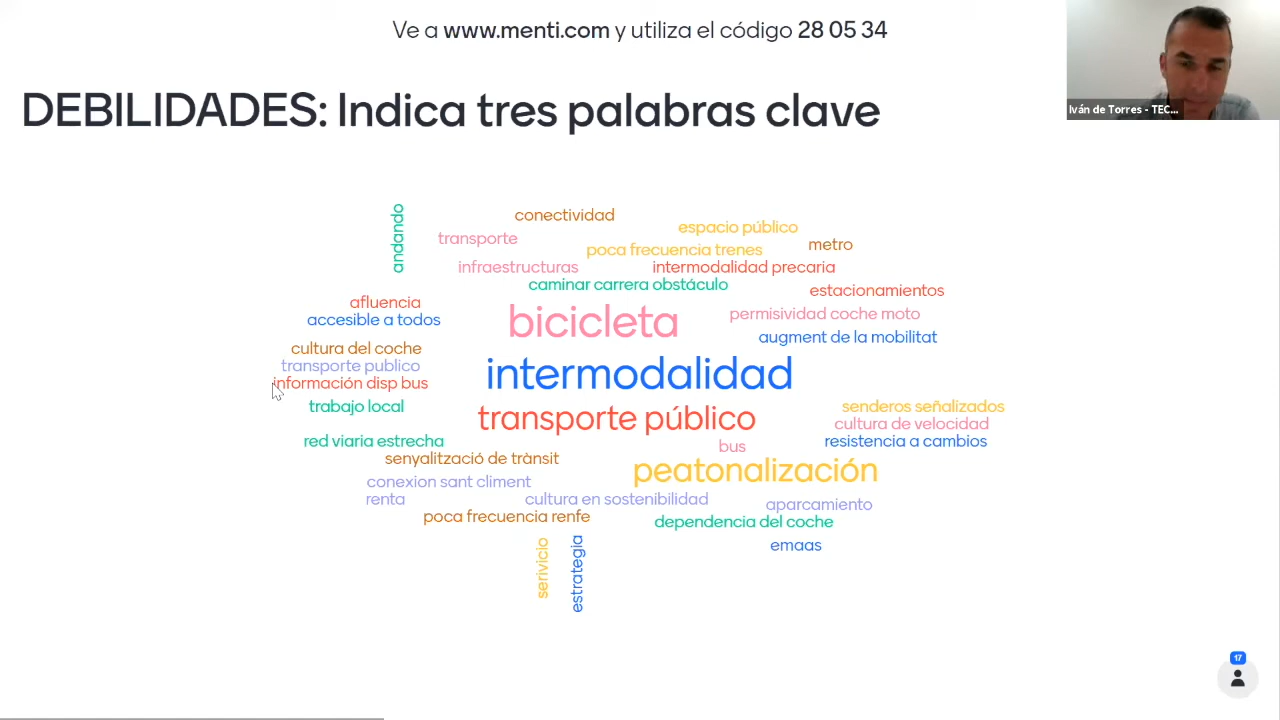 Ve a www.menti.com y utiliza el código 28 05 34
Iván de Torres - TEC...
DEBILIDADES: Indica tres palabras clave
andando
conectividad
espacio público
transporte
metro
poca frecuencia trenes
infraestructuras
intermodalidad precaria
caminar carrera obstáculo
estacionamientos
afluencia
bicicleta
permisividad coche moto
accesible a todos
augment de la mobilitat
cultura del coche
transporte publico
intermodalidad
información disp bus
trabajo local
senderos señalizados
transporte público
cultura de velocidad
red viaria estrecha
resistencia a cambios
bus
senyalització de trànsit
peatonalización
conexion sant climent
renta
cultura en sostenibilidad
aparcamiento
poca frecuencia renfe
dependencia del coche
emaas
serivicio
estrategia
17